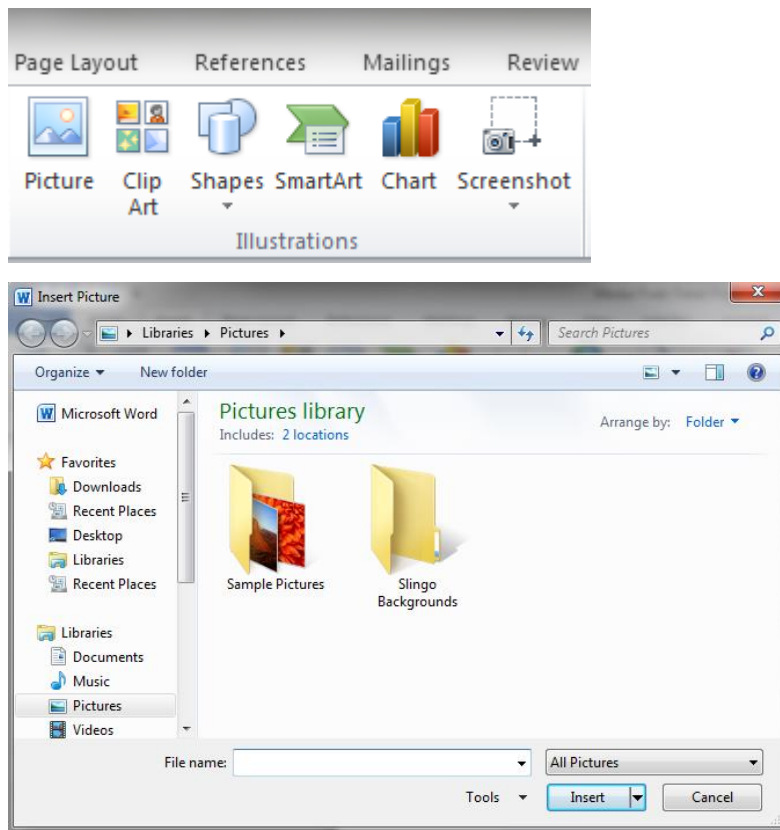 Page Layout References Mailings Review
Picture Clip Art Shapes SmartArt Chart Screenshot
Illustrations
Insert Picture
Libraries Pictures Search Pictures
Organize New folder
Microsoft Word
Favorites
Downloads
Recent Places
Desktop
Libraries
Recent Places
Libraries
Documents
Music
Pictures
Videos
Pictures library
Includes: 2 locations
Arrange by: Folder
Sample Pictures
Slingo
Backgrounds
File name: All Pictures
Tools Insert Cancel